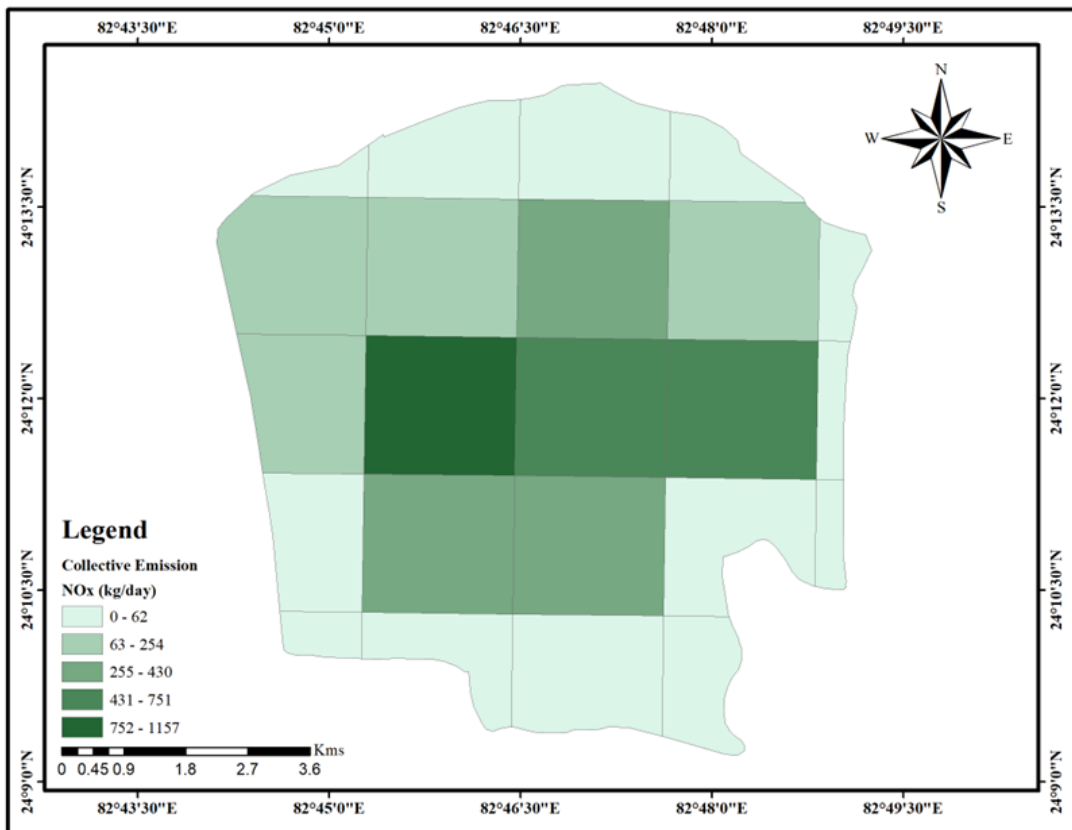 82°43'30"E 82°45'0"E 82°46'30"E 82°48'0"E 82°49'30"E
N
W E
S
24°13'30"N 24°13'30"N
24°12'0"N 24°12'0"N
24°10'30"N 24°10'30"N
24°9'0"N 24°9'0"N
Legend
Collective Emission
NOx (kg/day)
0 - 62
63 - 254
255 - 430
431 - 751
752 - 1157
Kms
0 0.45 0.9 1.8 2.7 3.6
82°43'30"E 82°45'0"E 82°46'30"E 82°48'0"E 82°49'30"E